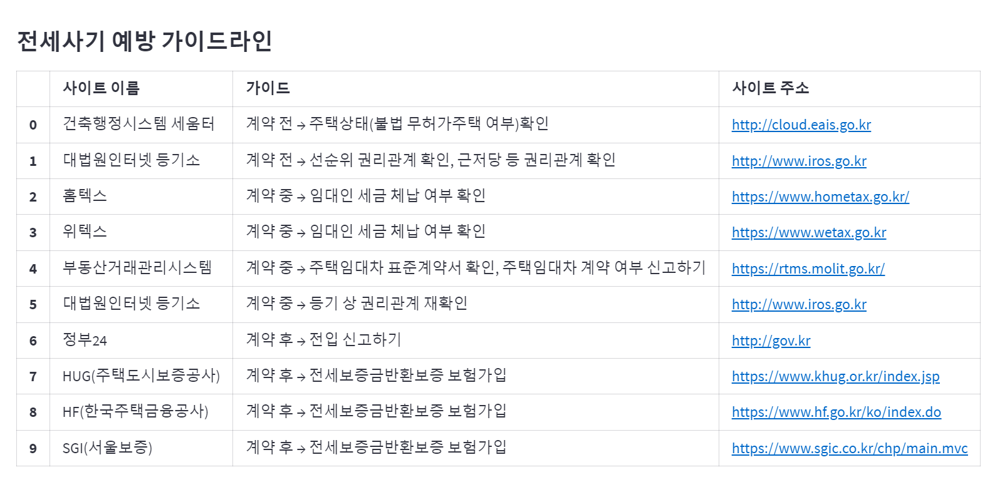 전세사기 예방 가이드라인
사이트 이름 가이드 사이트 주소
0 건축행정시스템 세움터 계약 전 → 주택상태(불법 무허가주택 여부)확인 http://cloud.eais.go.kr
1 대법원인터넷 등기소 계약 전 → 선순위 권리관계 확인, 근저당 등 권리관계 확인 http://www.iros.go.kr
2 홈텍스 계약 중 → 임대인 세금 체납 여부 확인 https://www.hometax.go.kr/
3 위텍스 계약 중 → 임대인 세금 체납 여부 확인 https://www.wetax.go.kr
4 부동산거래관리시스템 계약 중 → 주택임대차 표준계약서 확인, 주택임대차 계약 여부 신고하기 https://rtms.molit.go.kr/
5 대법원인터넷 등기소 계약 중 → 등기 상 권리관계 재확인 http://www.iros.go.kr
6 정부24 계약 후 → 전입 신고하기 http://gov.kr
7 HUG(주택도시보증공사) 계약 후 → 전세보증금반환보증 보험가입 https://www.khug.or.kr/index.jsp
8 HF(한국주택금융공사) 계약 후 → 전세보증금반환보증 보험가입 https://www.hf.go.kr/ko/index.do
9 SGI(서울보증) 계약 후 → 전세보증금반환보증 보험가입 https://www.sgic.co.kr/chp/main.mvc